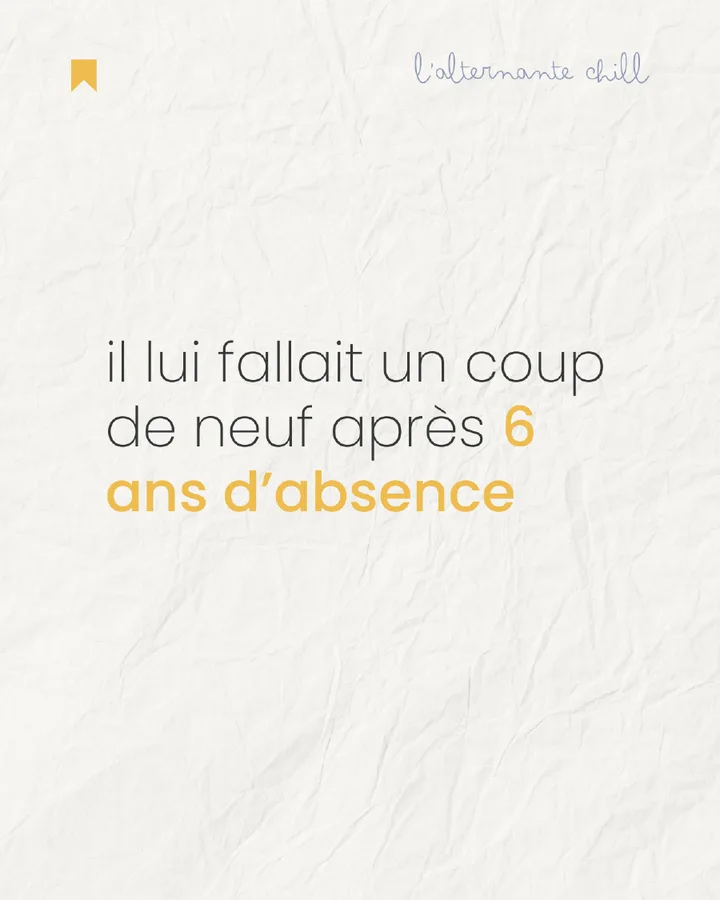 l'alternante chill
il lui fallait un coup
de neuf après 6
ans d’absence